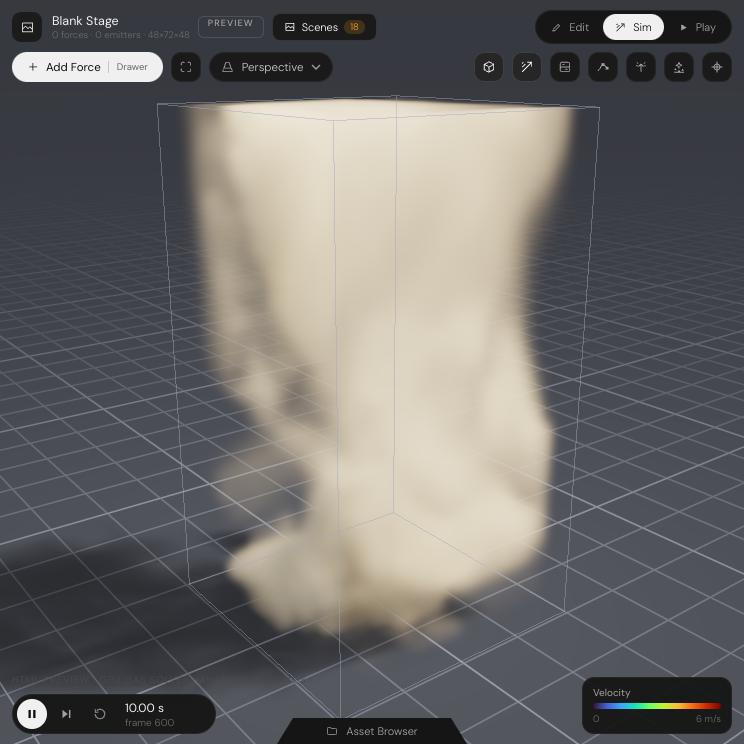 Blank Stage
0 forces · 0 emitters · 48×72×48
PREVIEW
Scenes 18
Edit
Sim
Play
Add Force
Drawer
Perspective
10.00 s
frame 600
Asset Browser
Velocity
0
6 m/s